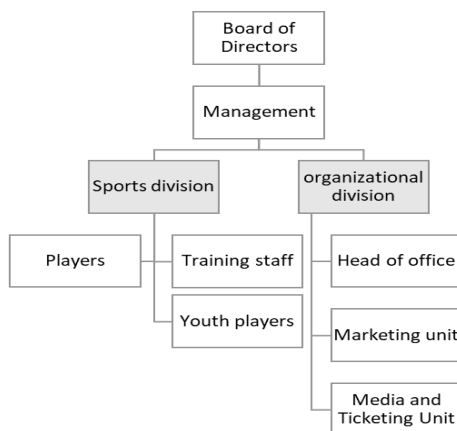 Board of
Directors
Management
Sports division
organizational
division
Players
Training staff
Head of office
Youth players
Marketing unit
Media and
Ticketing Unit